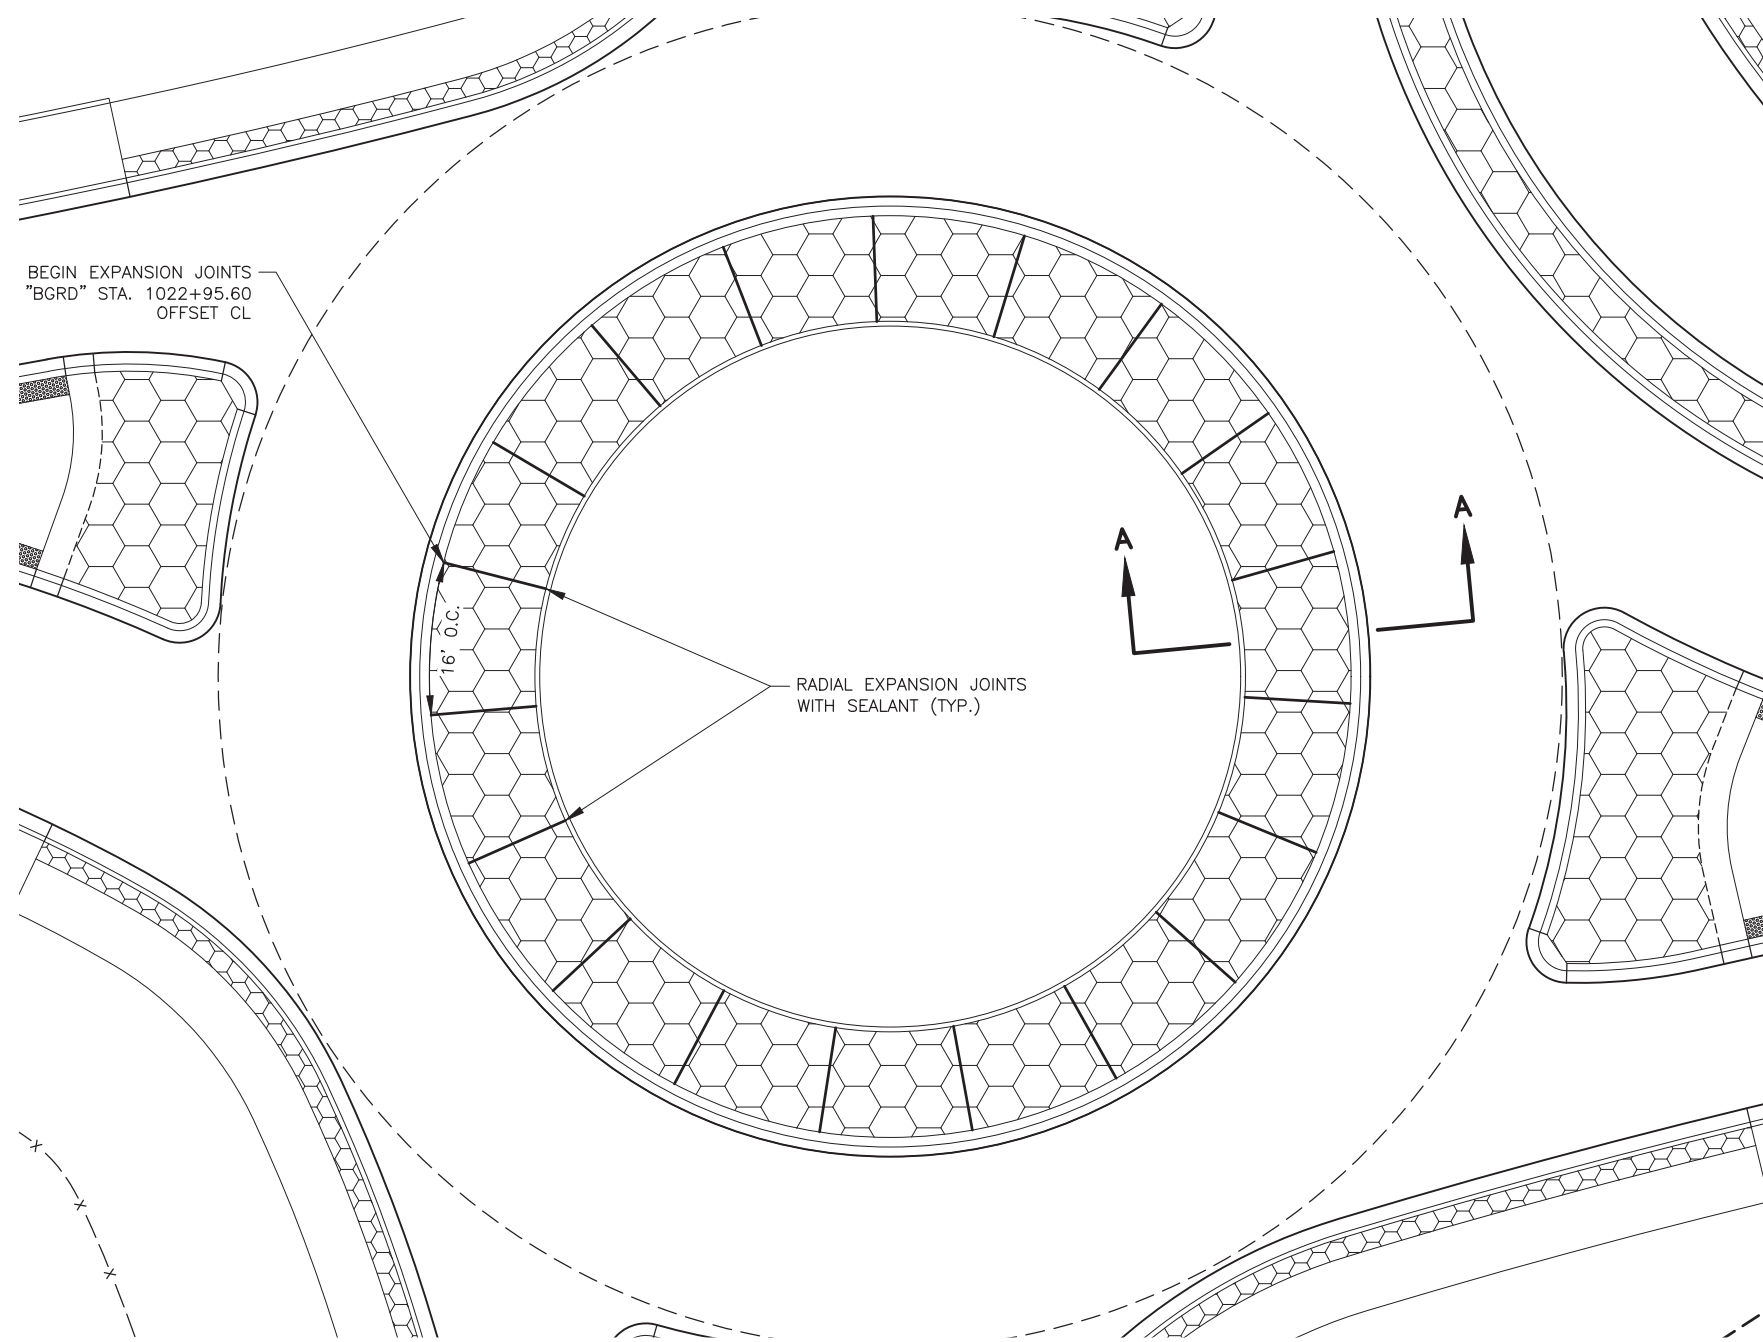 BEGIN EXPANSION JOINTS
"BGRD" STA. 1022+95.60
OFFSET CL
A
A
16' O.C.
RADIAL EXPANSION JOINTS
WITH SEALANT (TYP.)
X
X
X